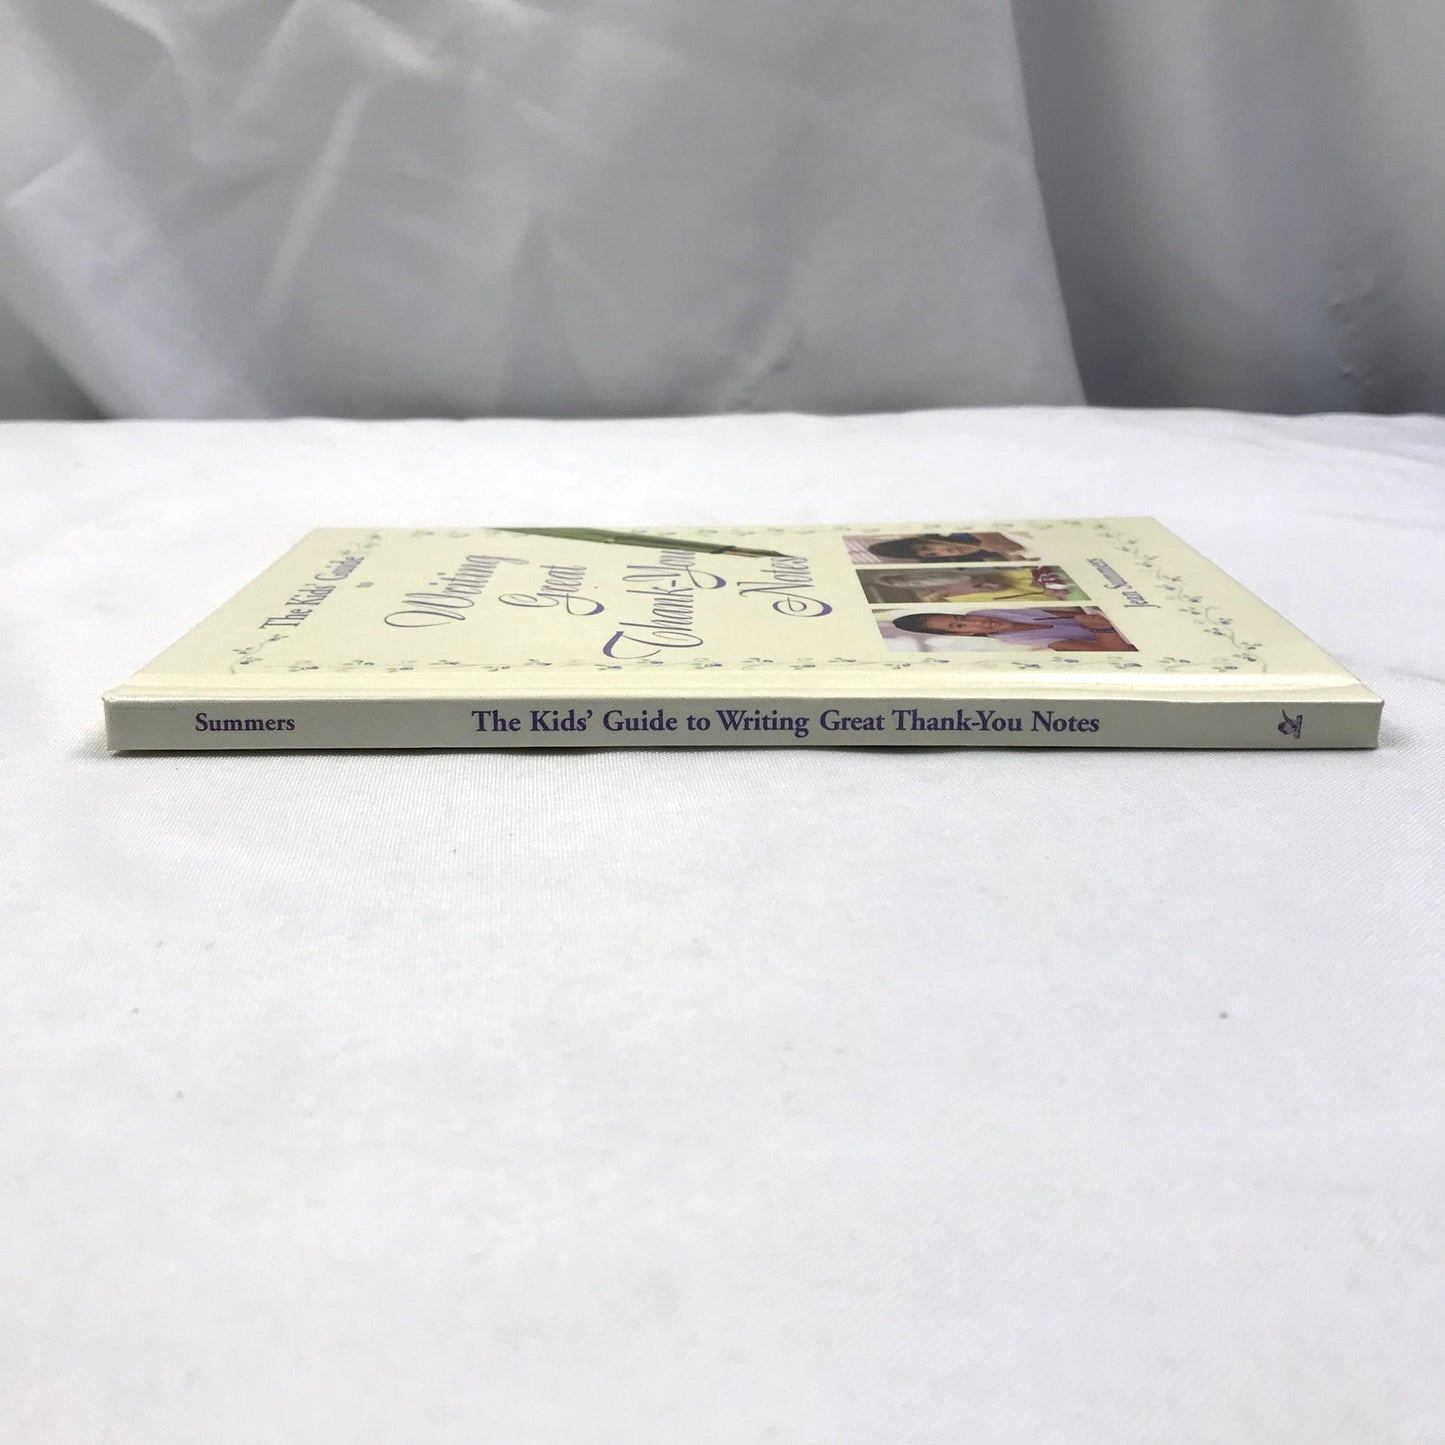 The Kids' Guide
to
Writing
Great
Thank-You
Notes
Jean Summers
Summers The Kids' Guide to Writing Great Thank-You Notes